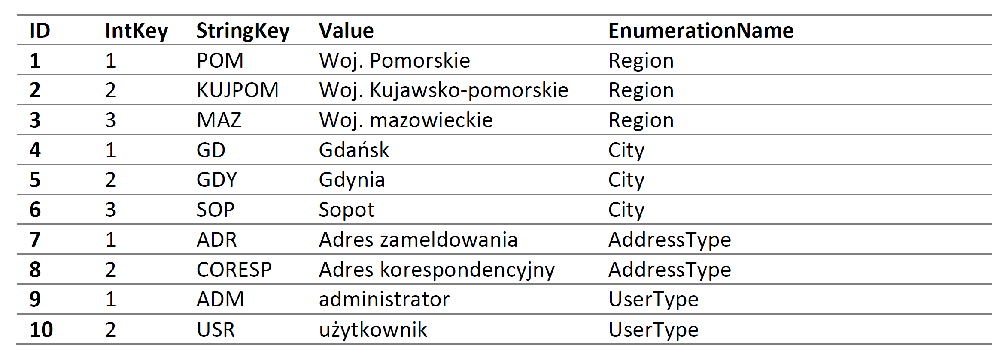 ID IntKey StringKey Value EnumerationName
1 1 POM Woj. Pomorskie Region
2 2 KUJPOM Woj. Kujawsko-pomorskie Region
3 3 MAZ Woj. mazowieckie Region
4 1 GD Gdańsk City
5 2 GDY Gdynia City
6 3 SOP Sopot City
7 1 ADR Adres zameldowania AddressType
8 2 CORESP Adres korespondencyjny AddressType
9 1 ADM administrator UserType
10 2 USR użytkownik UserType